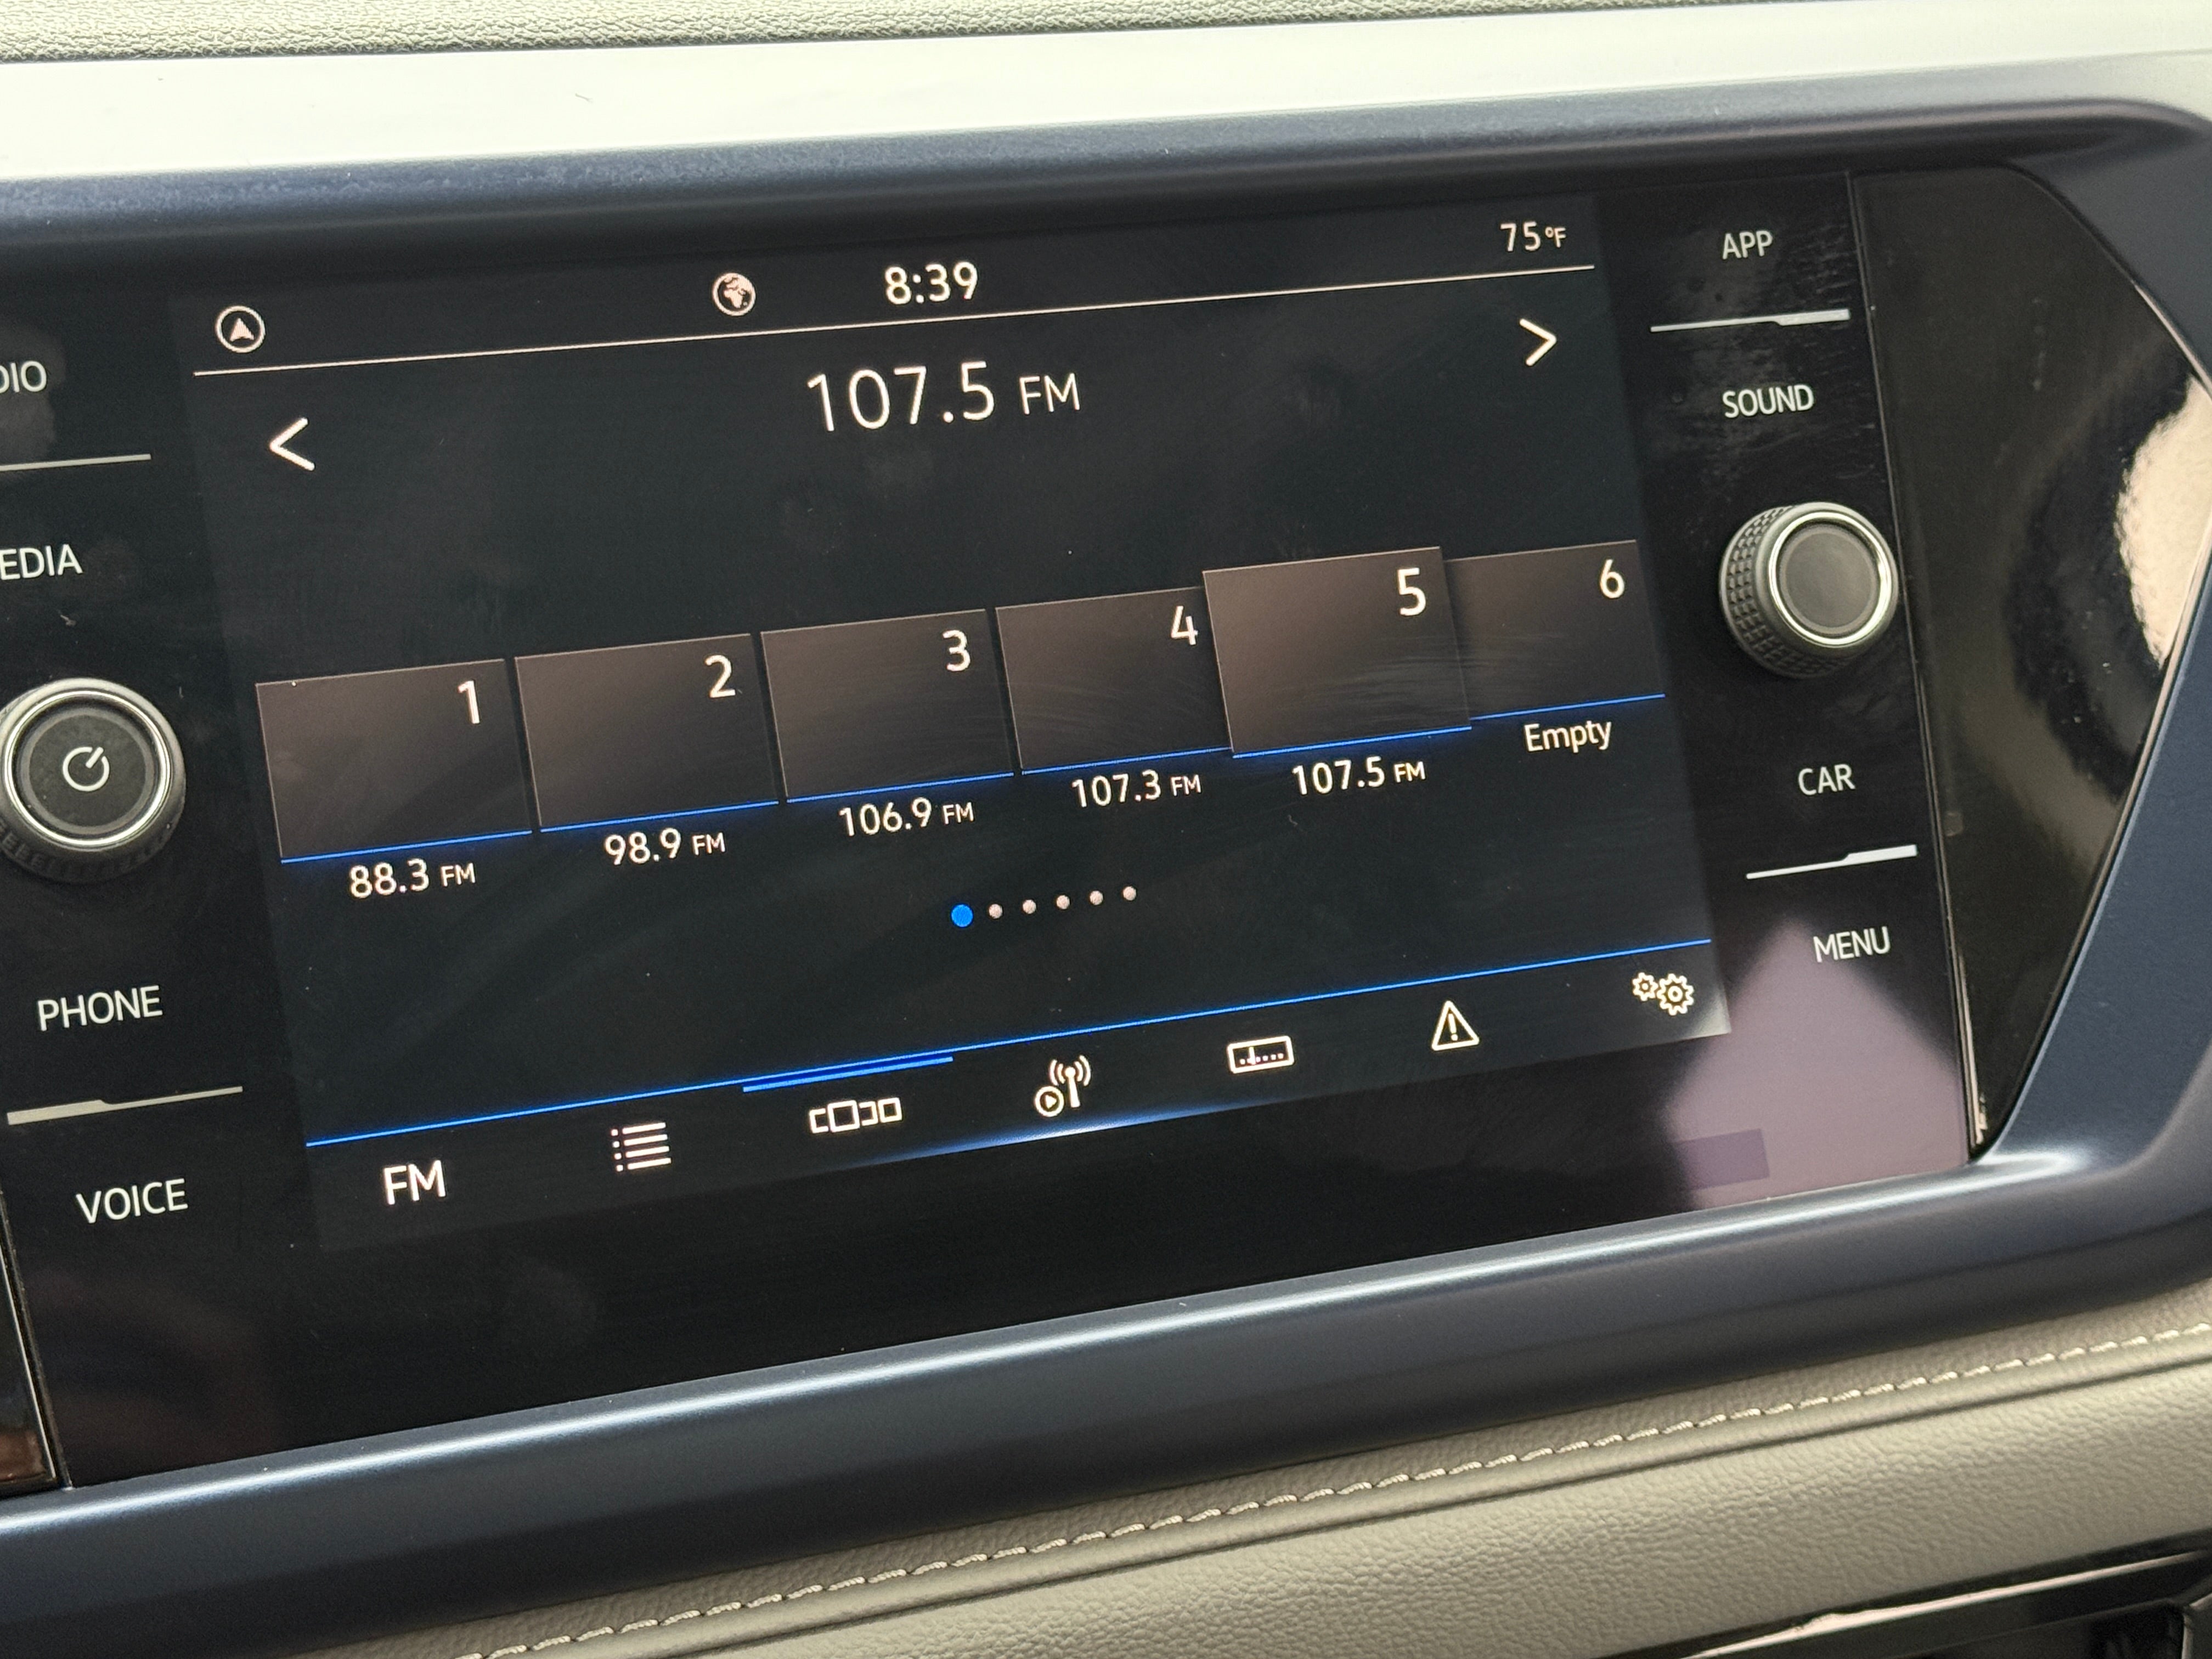 8:39
75°F
107.5 FM
1
2
3
4
5
6
88.3 FM
98.9 FM
106.9 FM
107.3 FM
107.5 FM
Empty
FM
DIO
EDIA
PHONE
VOICE
APP
SOUND
CAR
MENU